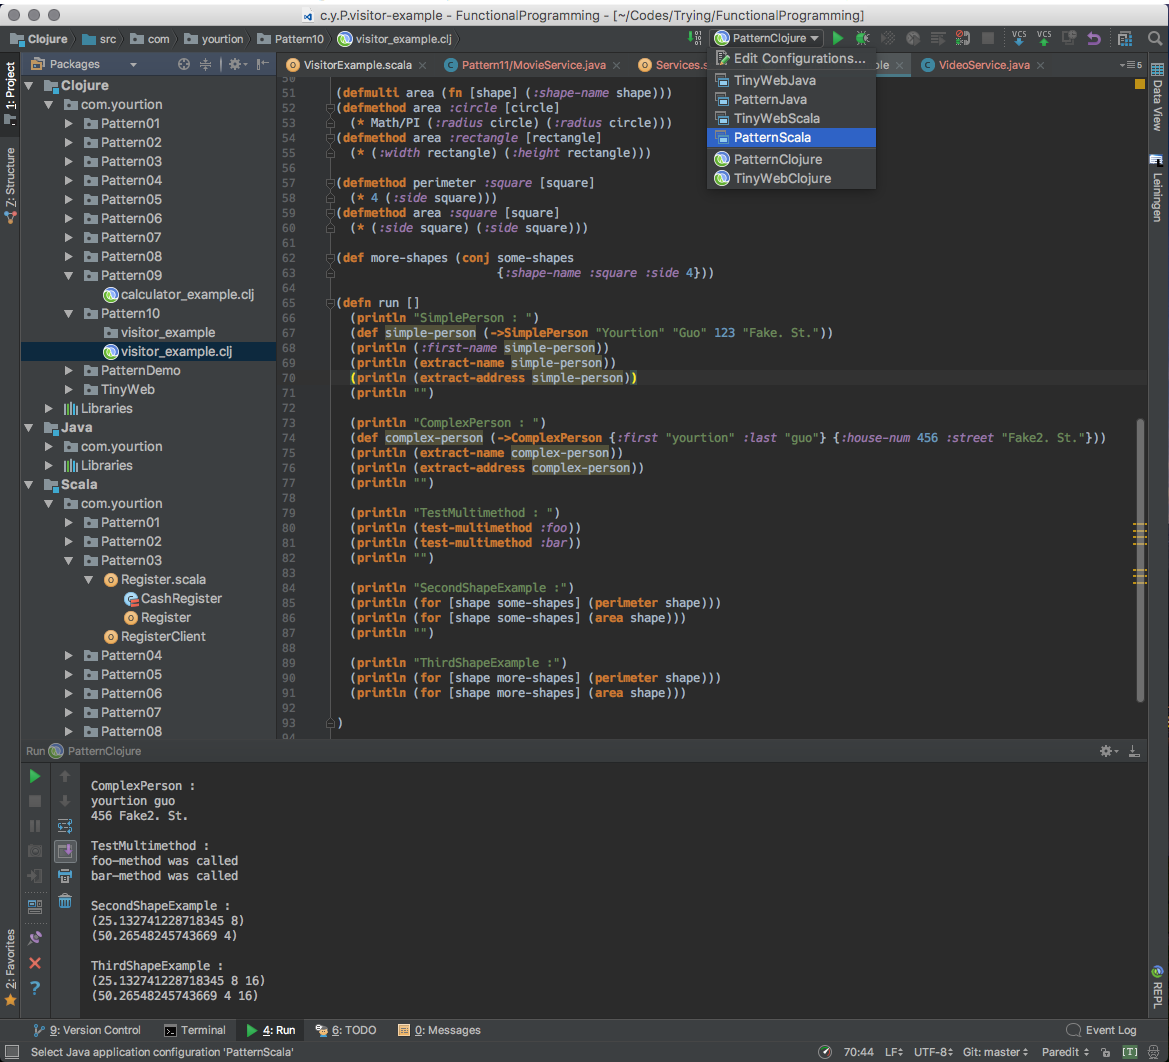 c.y.P.visitor-example - FunctionalProgramming - [~/Codes/Trying/FunctionalProgramming]
Clojure src com yourtion Pattern10 visitor_example.clj PatternClojure VCS VCS
Packages
VisitorExample.scala Pattern11/MovieService.java Services.s ble VideoService.java 6
Edit Configurations...
TinyWebJava
PatternJava
TinyWebScala
PatternScala
PatternClojure
TinyWebClojure
1: Project
Z: Structure
2: Favorites
Data View
Leiningen
REPL
Clojure
com.yourtion
Pattern01
Pattern02
Pattern03
Pattern04
Pattern05
Pattern06
Pattern07
Pattern08
Pattern09
calculator_example.clj
Pattern10
visitor_example
visitor_example.clj
PatternDemo
TinyWeb
Libraries
Java
com.yourtion
Libraries
Scala
com.yourtion
Pattern01
Pattern02
Pattern03
Register.scala
CashRegister
Register
RegisterClient
Pattern04
Pattern05
Pattern06
Pattern07
Pattern08
50
51 (defmulti area (fn [shape] (:shape-name shape)))
52 (defmethod area :circle [circle]
53 (* Math/PI (:radius circle) (:radius circle)))
54 (defmethod area :rectangle [rectangle]
55 (* (:width rectangle) (:height rectangle)))
56
57 (defmethod perimeter :square [square]
58 (* 4 (:side square)))
59 (defmethod area :square [square]
60 (* (:side square) (:side square)))
61
62 (def more-shapes (conj some-shapes
63 {:shape-name :square :side 4}))
64
65 (defn run []
66 (println "SimplePerson : ")
67 (def simple-person (->SimplePerson "Yourtion" "Guo" 123 "Fake. St."))
68 (println (:first-name simple-person))
69 (println (extract-name simple-person))
70 (println (extract-address simple-person))
71 (println "")
72
73 (println "ComplexPerson : ")
74 (def complex-person (->ComplexPerson {:first "yourtion" :last "guo"} {:house-num 456 :street "Fake2. St."}))
75 (println (extract-name complex-person))
76 (println (extract-address complex-person))
77 (println "")
78
79 (println "TestMultimethod : ")
80 (println (test-multimethod :foo))
81 (println (test-multimethod :bar))
82 (println "")
83
84 (println "SecondShapeExample :")
85 (println (for [shape some-shapes] (perimeter shape)))
86 (println (for [shape some-shapes] (area shape)))
87 (println "")
88
89 (println "ThirdShapeExample :")
90 (println (for [shape more-shapes] (perimeter shape)))
91 (println (for [shape more-shapes] (area shape)))
92
93 )
94
Run PatternClojure
ComplexPerson :
yourtion guo
456 Fake2. St.
TestMultimethod :
foo-method was called
bar-method was called
SecondShapeExample :
(25.132741228718345 8)
(50.26548245743669 4)
ThirdShapeExample :
(25.132741228718345 8 16)
(50.26548245743669 4 16)
9: Version Control Terminal 4: Run 6: TODO 0: Messages Event Log
Select Java application configuration 'PatternScala' 70:44 LF UTF-8 Git: master Paredit [T]